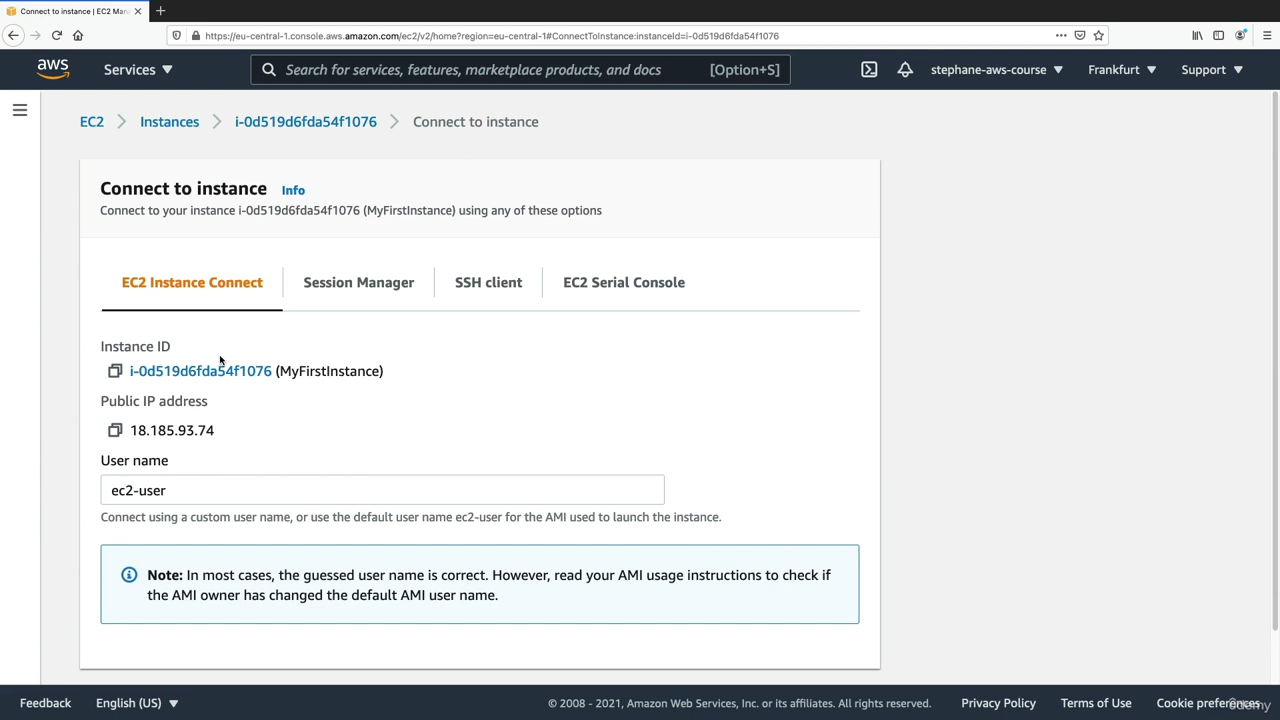 Connect to instance | EC2 Man
https://eu-central-1.console.aws.amazon.com/ec2/v2/home?region=eu-central-1#ConnectToInstance:instanceId=i-0d519d6fda54f1076
aws
Services
Search for services, features, marketplace products, and docs
[Option+S]
stephane-aws-course
Frankfurt
Support
EC2
Instances
i-0d519d6fda54f1076
Connect to instance
Connect to instance Info
Connect to your instance i-0d519d6fda54f1076 (MyFirstInstance) using any of these options
EC2 Instance Connect
Session Manager
SSH client
EC2 Serial Console
Instance ID
i-0d519d6fda54f1076 (MyFirstInstance)
Public IP address
18.185.93.74
User name
ec2-user
Connect using a custom user name, or use the default user name ec2-user for the AMI used to launch the instance.
Note: In most cases, the guessed user name is correct. However, read your AMI usage instructions to check if
the AMI owner has changed the default AMI user name.
Feedback
English (US)
© 2008 - 2021, Amazon Web Services, Inc. or its affiliates. All rights reserved.
Privacy Policy
Terms of Use
Cookie preferences
Udemy